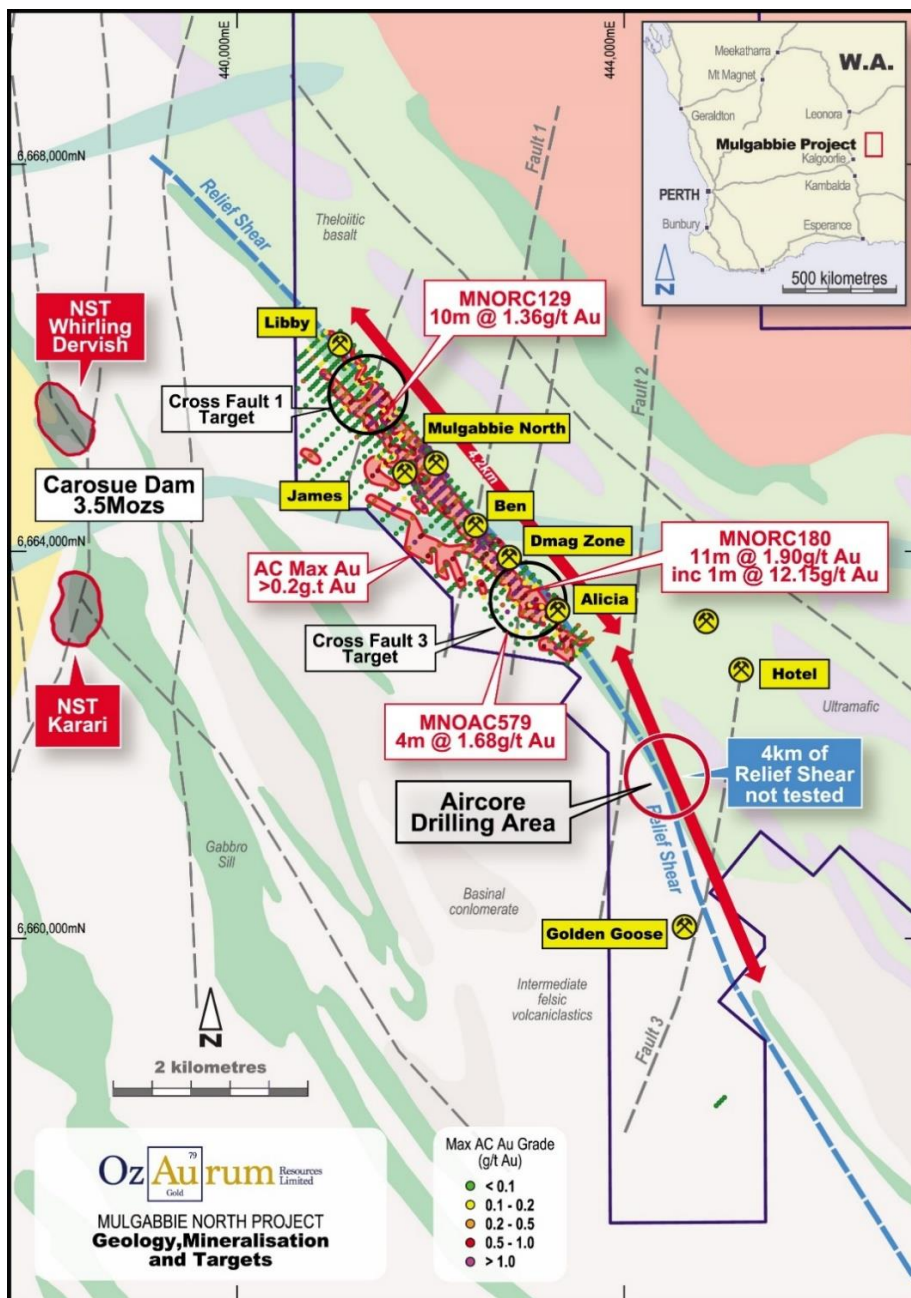 440,000mE
444,000mE
6,668,000mN
6,664,000mN
6,660,000mN
Meekatharra
W.A.
Mt Magnet
Leonora
Geraldton
Mulgabbie Project
Kalgoorlie
Kambalda
PERTH
Bunbury
Esperance
N
500 kilometres
Fault 1
Relief Shear
Theloiitic
basalt
MNORC129
10m @ 1.36g/t Au
NST
Whirling
Dervish
Libby
Fault 2
Cross Fault 1
Target
Mulgabbie North
4.2km
Carosue Dam
3.5Mozs
James
Ben
Dmag Zone
MNORC180
11m @ 1.90g/t Au
inc 1m @ 12.15g/t Au
AC Max Au
>0.2g.t Au
Alicia
Cross Fault 3
Target
NST
Karari
Hotel
MNOAC579
4m @ 1.68g/t Au
Ultramafic
4km of
Relief Shear
not tested
Aircore
Drilling Area
Relief Shear
Gabbro
Sill
Basinal
conlomerate
Golden Goose
Intermediate
felsic
volcaniclastics
Fault 3
N
2 kilometres
79
Oz Au rum Resources
Limited
Gold
MULGABBIE NORTH PROJECT
Geology,Mineralisation
and Targets
Max AC Au Grade
(g/t Au)
< 0.1
0.1 - 0.2
0.2 - 0.5
0.5 - 1.0
> 1.0